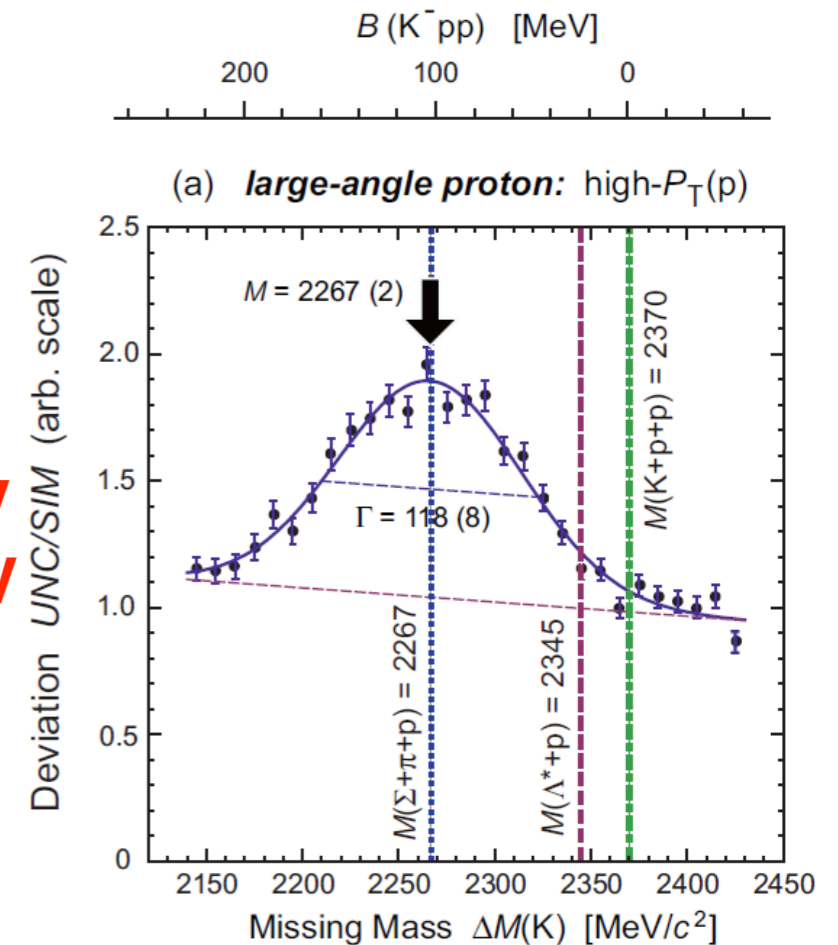 B (K⁻pp) [MeV]
200 100 0
(a) large-angle proton: high-P_T(p)
Deviation UNC/SIM (arb. scale)
2.5
2.0
1.5
1.0
0.5
0
M = 2267 (2)
Γ = 118 (8)
M(Σ+π+p) = 2267
M(Λ*+p) = 2345
M(K+p+p) = 2370
y
y
2150 2200 2250 2300 2350 2400 2450
Missing Mass ΔM(K) [MeV/c²]